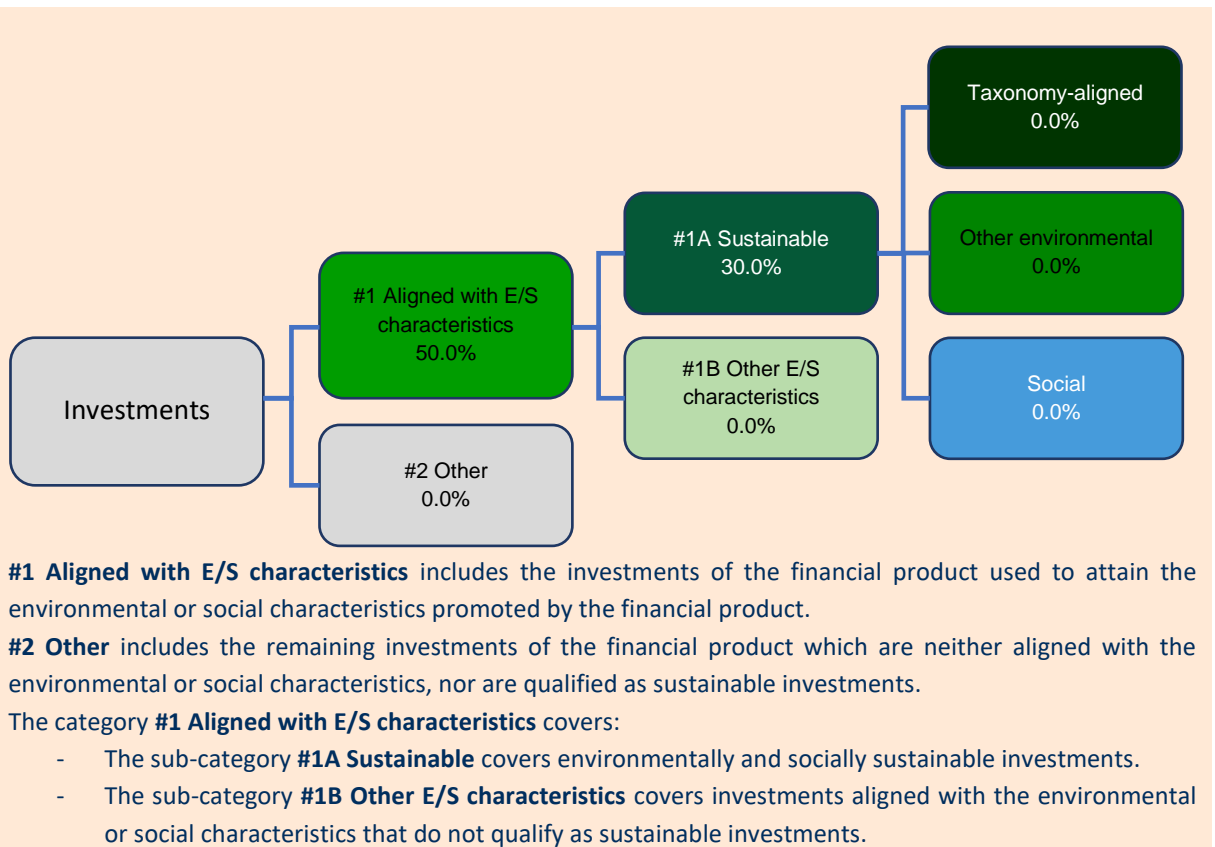 Investments
#1 Aligned with E/S
characteristics
50.0%
#2 Other
0.0%
#1A Sustainable
30.0%
#1B Other E/S
characteristics
0.0%
Taxonomy-aligned
0.0%
Other environmental
0.0%
Social
0.0%
#1 Aligned with E/S characteristics includes the investments of the financial product used to attain the
environmental or social characteristics promoted by the financial product.
#2 Other includes the remaining investments of the financial product which are neither aligned with the
environmental or social characteristics, nor are qualified as sustainable investments.
The category #1 Aligned with E/S characteristics covers:
- The sub-category #1A Sustainable covers environmentally and socially sustainable investments.
- The sub-category #1B Other E/S characteristics covers investments aligned with the environmental
or social characteristics that do not qualify as sustainable investments.